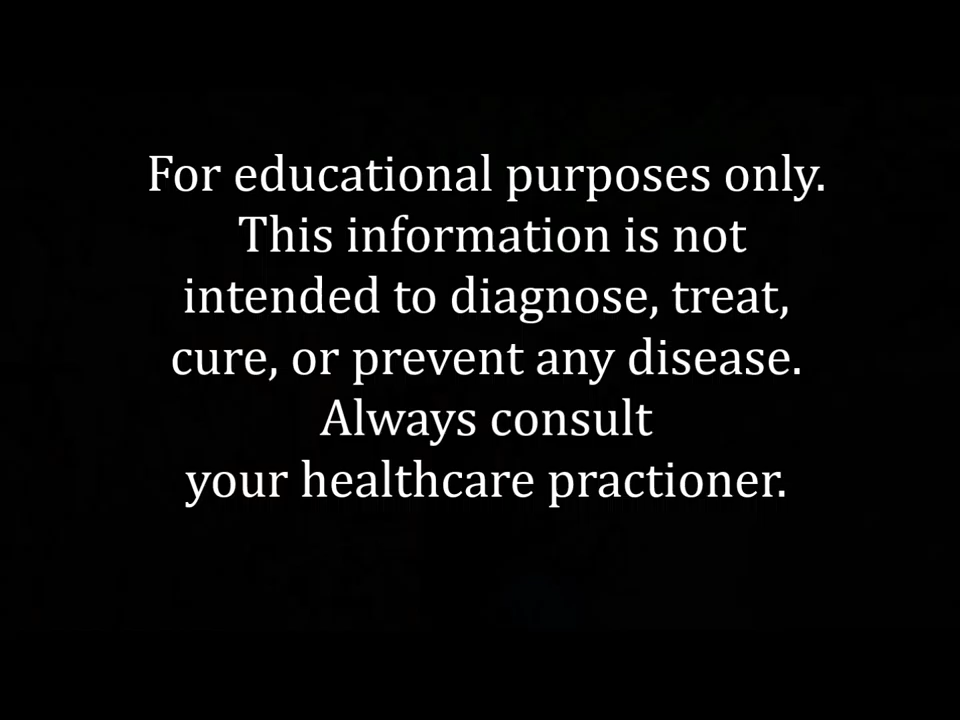 For educational purposes only.
This information is not
intended to diagnose, treat,
cure, or prevent any disease.
Always consult
your healthcare practioner.